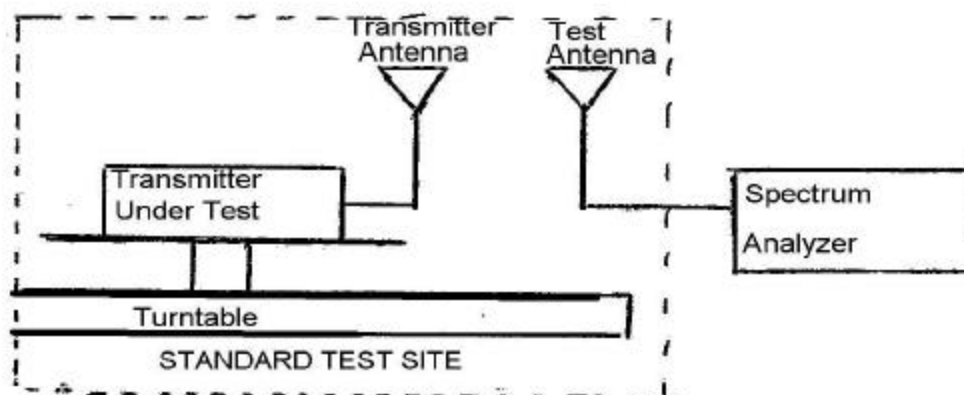 Transmitter
Antenna
Test
Antenna
Transmitter
Under Test
Spectrum
Analyzer
Turntable
STANDARD TEST SITE